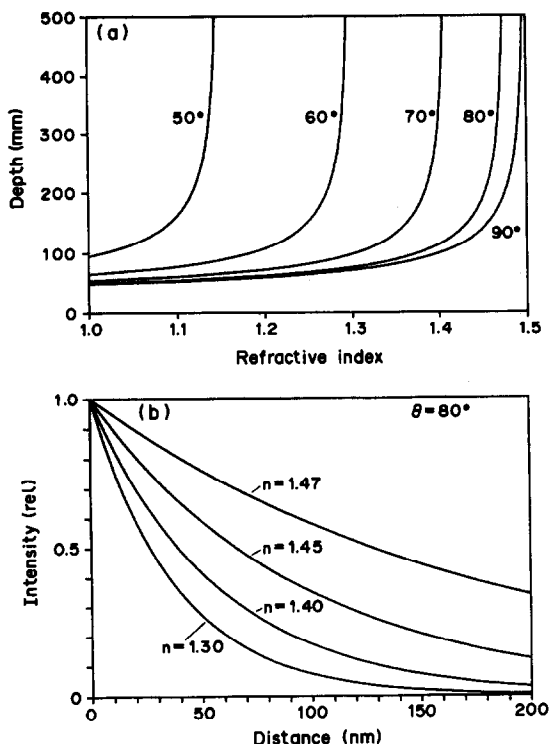 (a)
500
400
300
200
100
0
Depth (mm)
50°
60°
70°
80°
90°
1.0
1.1
1.2
1.3
1.4
1.5
Refractive index
(b)
θ=80°
1.0
0.5
0
Intensity (rel)
n=1.47
n=1.45
n=1.40
n=1.30
0
50
100
150
200
Distance (nm)